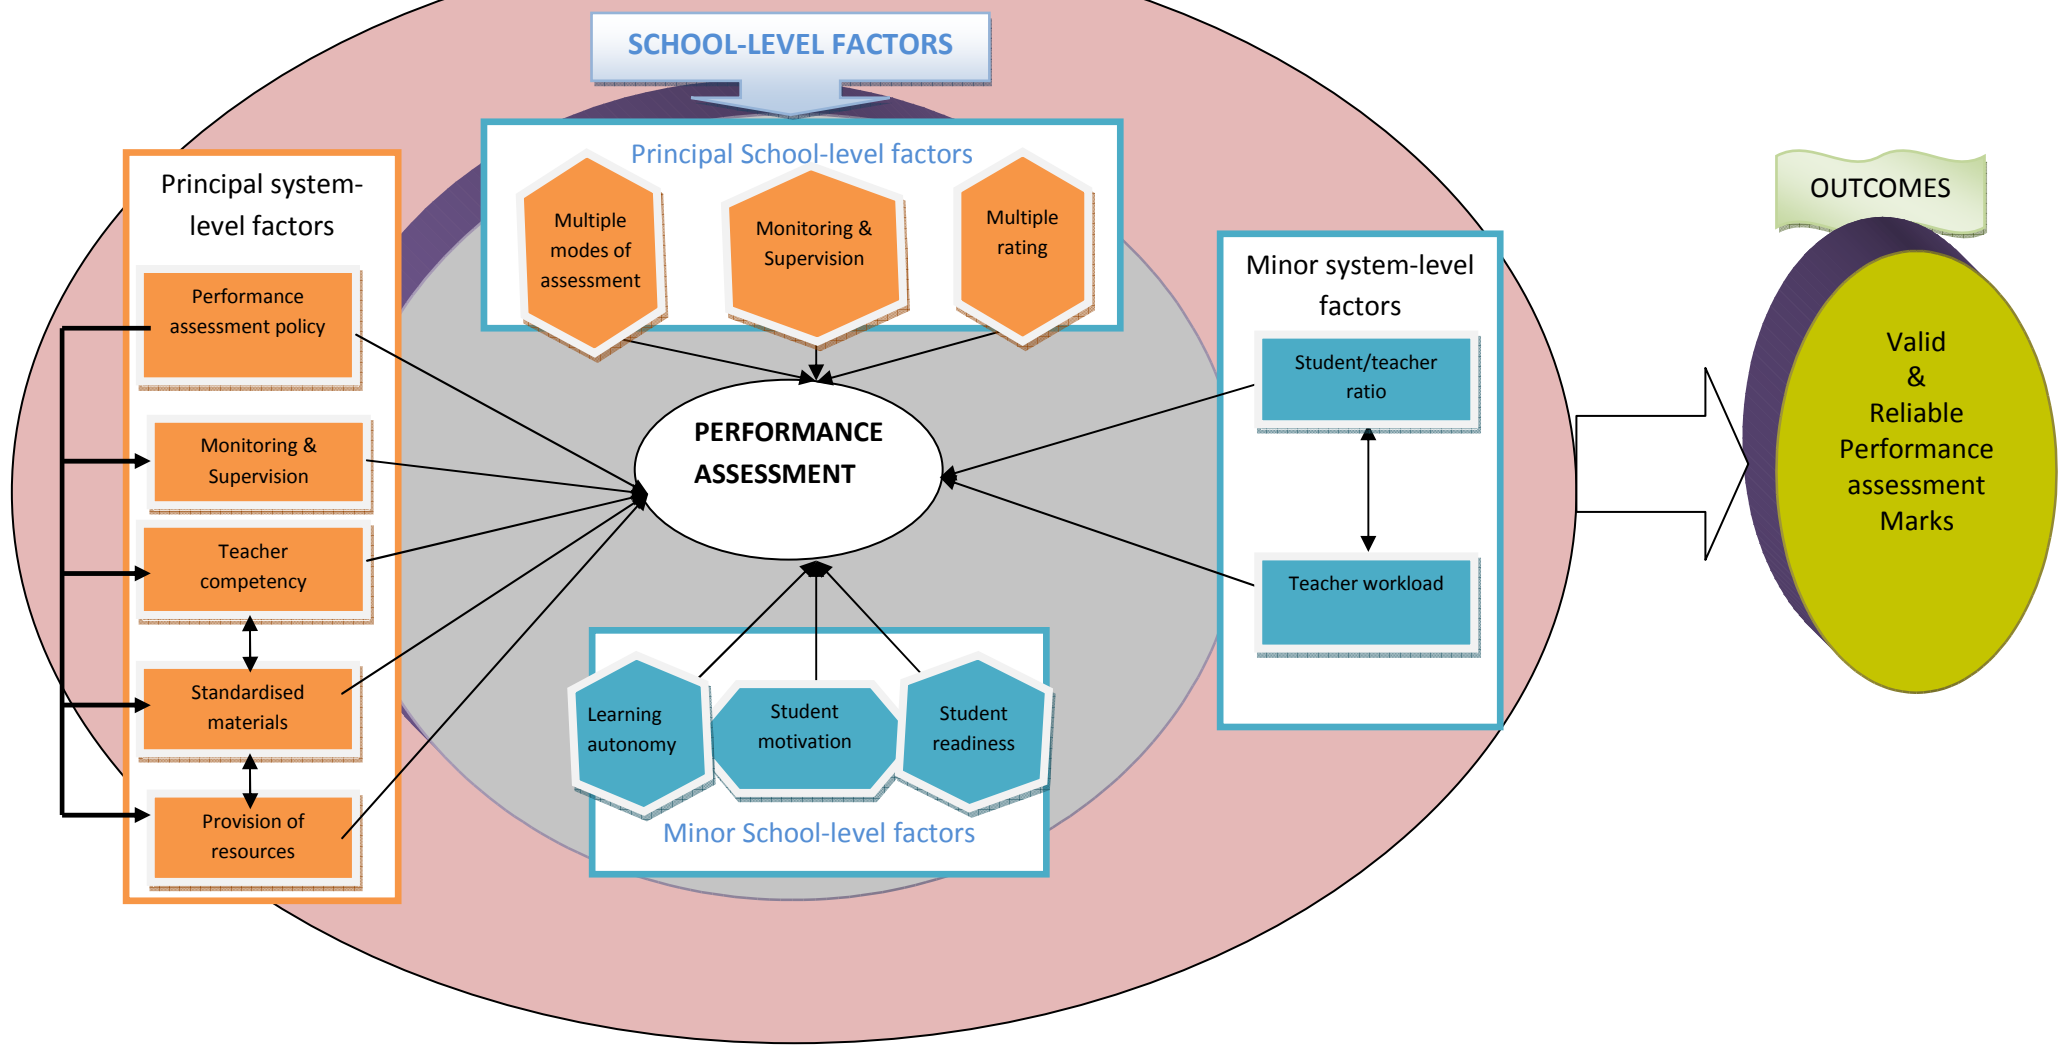 SCHOOL-LEVEL FACTORS
Principal School-level factors
Multiple
modes of
assessment
Monitoring &
Supervision
Multiple
rating
Principal system-
level factors
Performance
assessment policy
Monitoring &
Supervision
Teacher
competency
Standardised
materials
Provision of
resources
PERFORMANCE
ASSESSMENT
Learning
autonomy
Student
motivation
Student
readiness
Minor School-level factors
Minor system-level
factors
Student/teacher
ratio
Teacher workload
OUTCOMES
Valid
&
Reliable
Performance
assessment
Marks